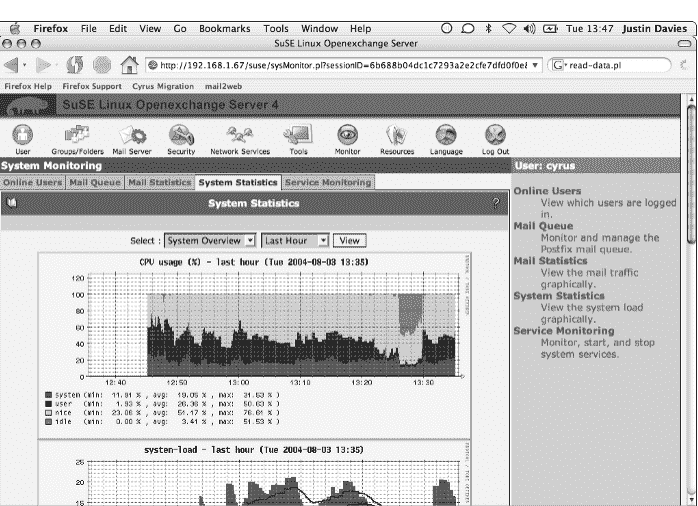 Firefox File Edit View Go Bookmarks Tools Window Help Tue 13:47 Justin Davies
SuSE Linux Openexchange Server
http://192.168.1.67/suse/sysMonitor.pl?sessionID=6b688b04dc1c7293a2e2cfe7dfd0f0e8 G read-data.pl
Firefox Help Firefox Support Cyrus Migration mail2web
SuSE Linux Openexchange Server 4
User Groups/Folders Mail Server Security Network Services Tools Monitor Resources Language Log Out
System Monitoring
User: cyrus
Online Users Mail Queue Mail Statistics System Statistics Service Monitoring
System Statistics ?
Select : System Overview Last Hour View
CPU usage (%) - last hour (Tue 2004-08-03 13:35)
120
100
80
60
40
20
0
12:40 12:50 13:00 13:10 13:20 13:30
system (min: 11.91 % , avg: 19.05 % , max: 31.53 % )
user (min: 1.93 % , avg: 26.36 % , max: 50.63 % )
nice (min: 23.06 % , avg: 51.17 % , max: 76.61 % )
idle (min: 0.00 % , avg: 3.41 % , max: 51.53 % )
system-load - last hour (Tue 2004-08-03 13:35)
25
20
15
Online Users
View which users are logged
in.
Mail Queue
Monitor and manage the
Postfix mail queue.
Mail Statistics
View the mail traffic
graphically.
System Statistics
View the system load
graphically.
Service Monitoring
Monitor, start, and stop
system services.